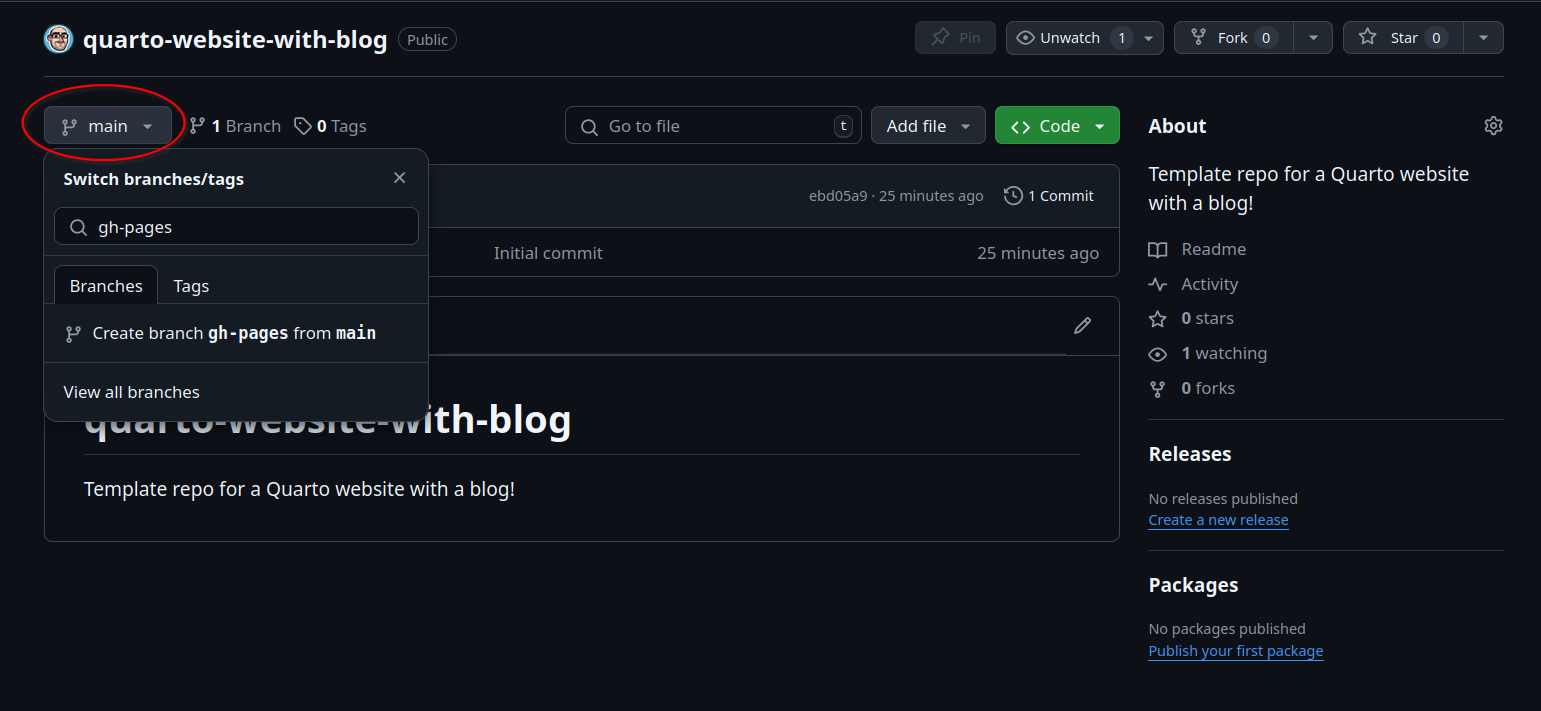 quarto-website-with-blog Public Pin Unwatch 1 Fork 0 Star 0
main 1 Branch 0 Tags Go to file t Add file Code
Switch branches/tags
gh-pages
Branches Tags
Create branch gh-pages from main
View all branches
ebd05a9 · 25 minutes ago 1 Commit
Initial commit 25 minutes ago
quarto-website-with-blog
Template repo for a Quarto website with a blog!
About
Template repo for a Quarto website
with a blog!
Readme
Activity
0 stars
1 watching
0 forks
Releases
No releases published
Create a new release
Packages
No packages published
Publish your first package